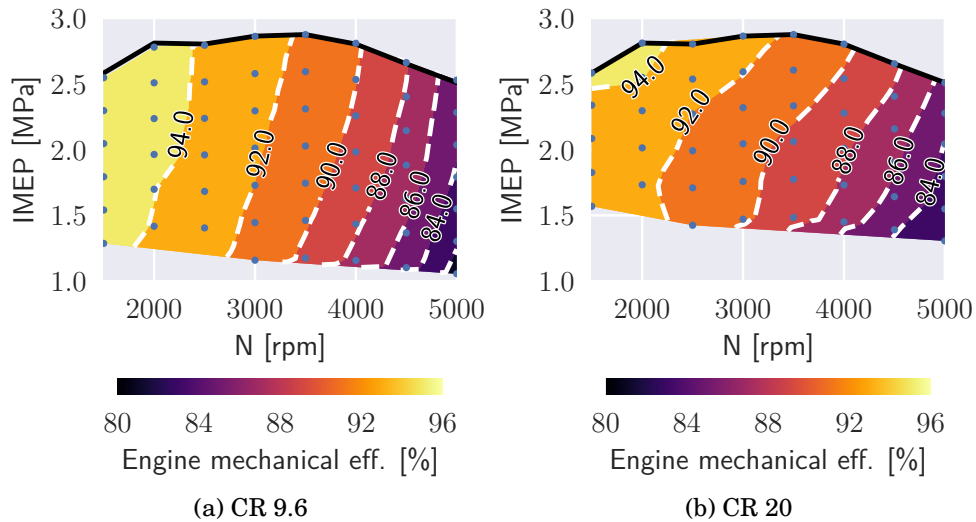 3.0
2.5
2.0
1.5
1.0
IMEP [MPa]
94.0
92.0
90.0
88.0
86.0
84.0
2000 3000 4000 5000
N [rpm]
80 84 88 92 96
Engine mechanical eff. [%]
(a) CR 9.6
3.0
2.5
2.0
1.5
1.0
IMEP [MPa]
94.0
92.0
90.0
88.0
86.0
84.0
2000 3000 4000 5000
N [rpm]
80 84 88 92 96
Engine mechanical eff. [%]
(b) CR 20